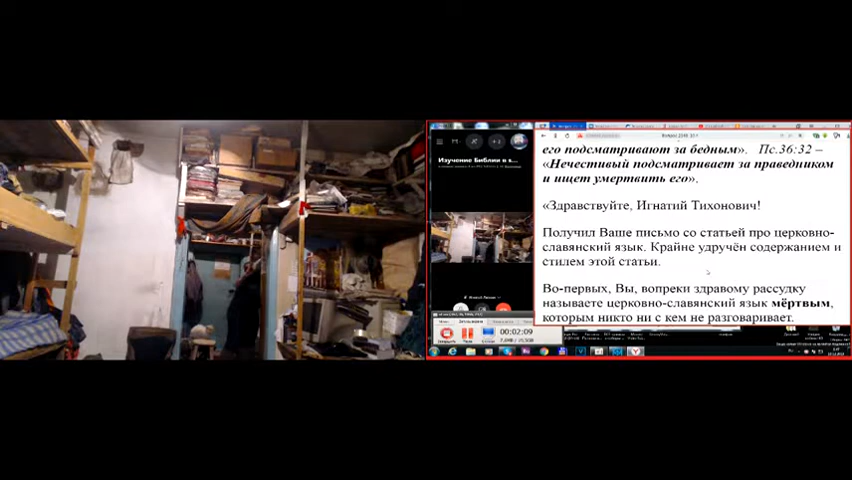 Изучение Библии в к...
00:02:09
его подсматривают за бедным». Пс.36:32 –
«Нечестивый подсматривает за праведником
и ищет умертвить его».
«Здравствуйте, Игнатий Тихонович!
Получил Ваше письмо со статьей про церковно-
славянский язык. Крайне удручён содержанием и
стилем этой статьи.
Во-первых, Вы, вопреки здравому рассудку
называете церковно-славянский язык мёртвым,
которым никто ни с кем не разговаривает.